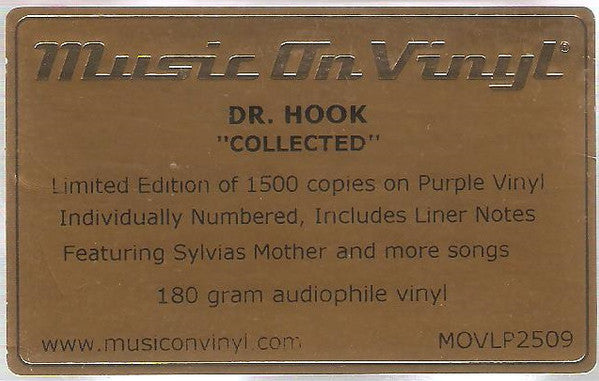 Music On Vinyl®
DR. HOOK
"COLLECTED"
Limited Edition of 1500 copies on Purple Vinyl
Individually Numbered, Includes Liner Notes
Featuring Sylvias Mother and more songs
180 gram audiophile vinyl
www.musiconvinyl.com MOVLP2509